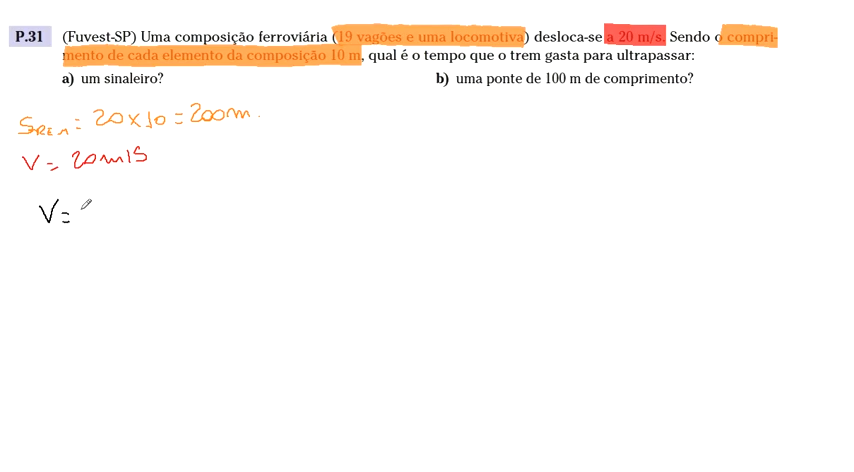 P.31 (Fuvest-SP) Uma composição ferroviária (19 vagões e uma locomotiva) desloca-se a 20 m/s. Sendo o compri-
mento de cada elemento da composição 10 m, qual é o tempo que o trem gasta para ultrapassar:
a) um sinaleiro? b) uma ponte de 100 m de comprimento?
STREM = 20 x 10 = 200m.
V = 20m/s
V =